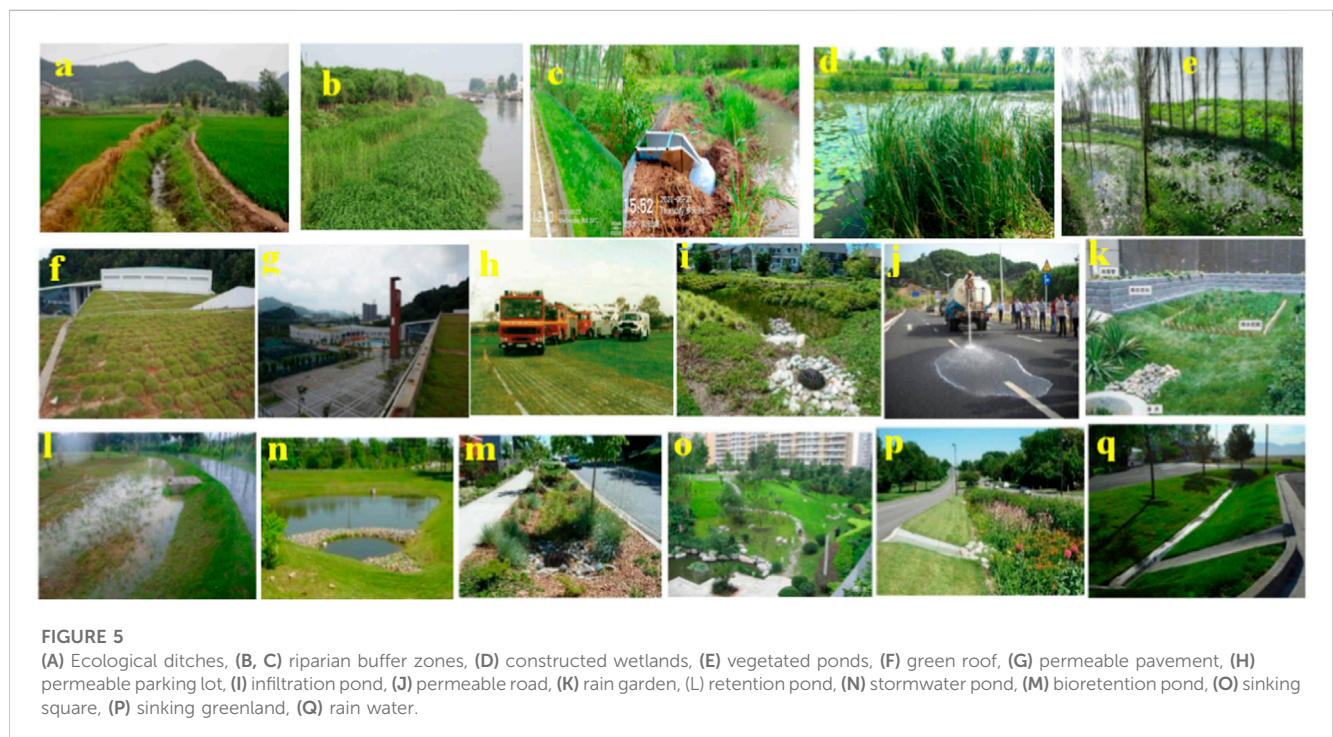 a
b
c
d
e
15:52
f
g
h
i
j
k
l
n
m
o
p
q
FIGURE 5
(A) Ecological ditches, (B, C) riparian buffer zones, (D) constructed wetlands, (E) vegetated ponds, (F) green roof, (G) permeable pavement, (H)
permeable parking lot, (I) infiltration pond, (J) permeable road, (K) rain garden, (L) retention pond, (N) stormwater pond, (M) bioretention pond, (O) sinking
square, (P) sinking greenland, (Q) rain water.